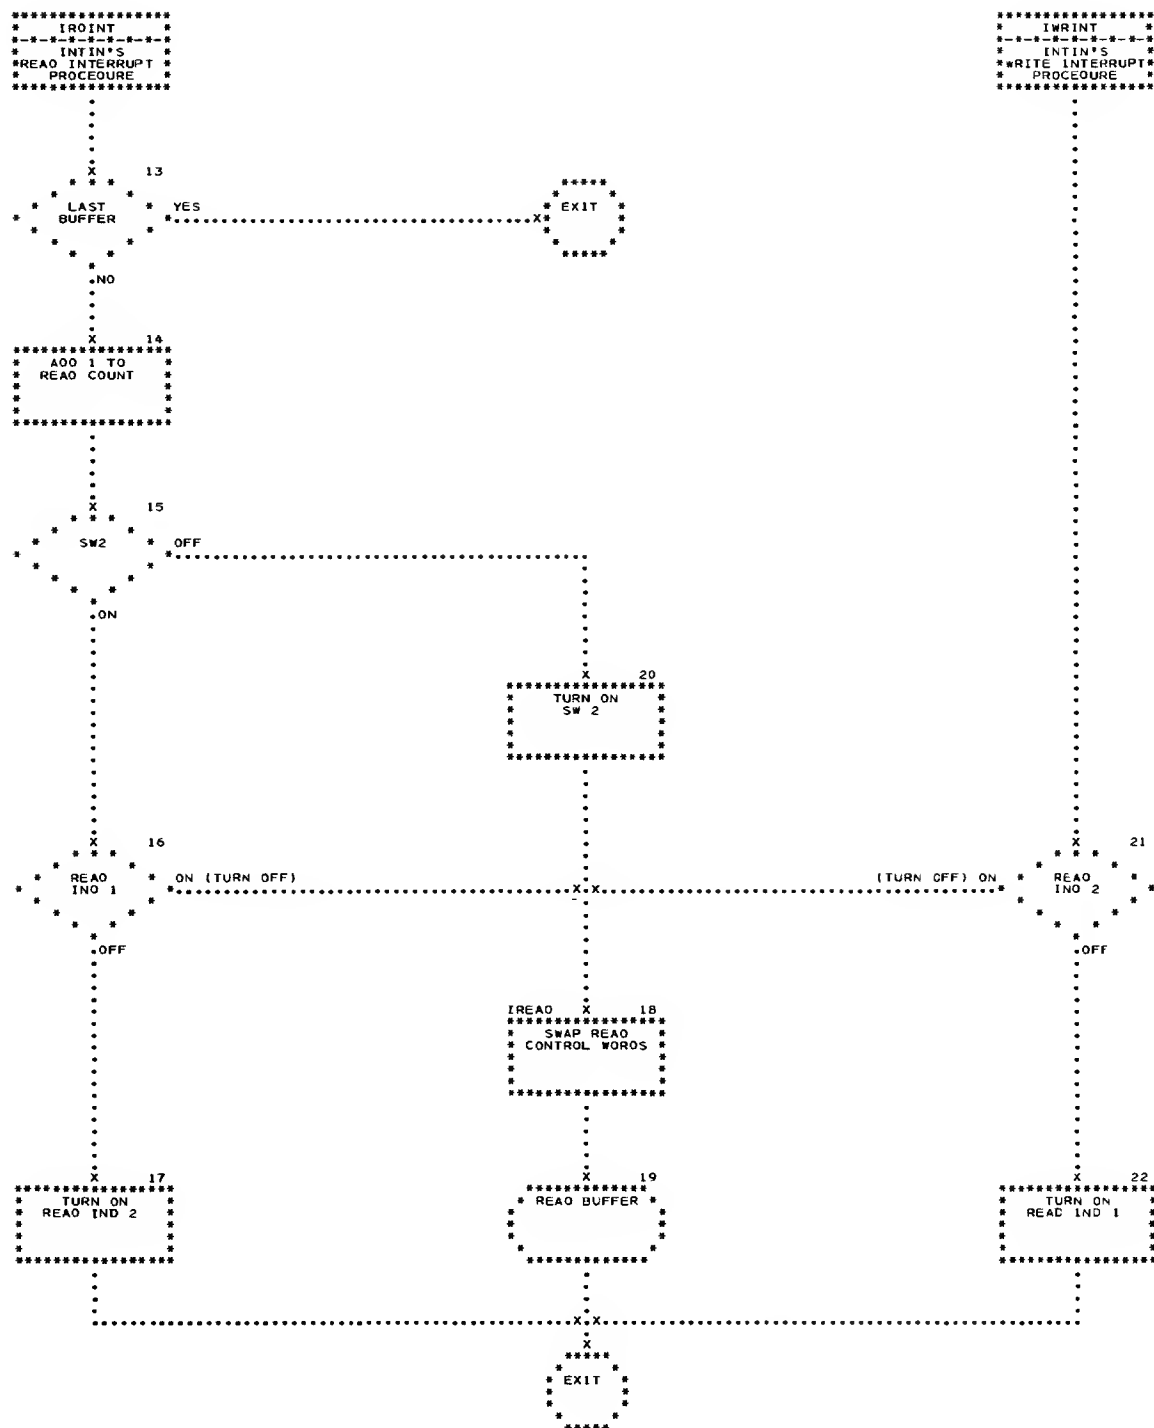 IRDINT
INTIN'S
READ INTERRUPT
PROCEDURE
IWRINT
INTIN'S
WRITE INTERRUPT
PROCEDURE
13
LAST
BUFFER
YES
EXIT
NO
14
ADD 1 TO
READ COUNT
15
SW2
OFF
ON
20
TURN ON
SW 2
16
READ
IND 1
ON (TURN OFF)
(TURN OFF) ON
21
READ
IND 2
OFF
OFF
IREAD
18
SWAP READ
CONTROL WORDS
17
TURN ON
READ IND 2
19
READ BUFFER
22
TURN ON
READ IND 1
EXIT